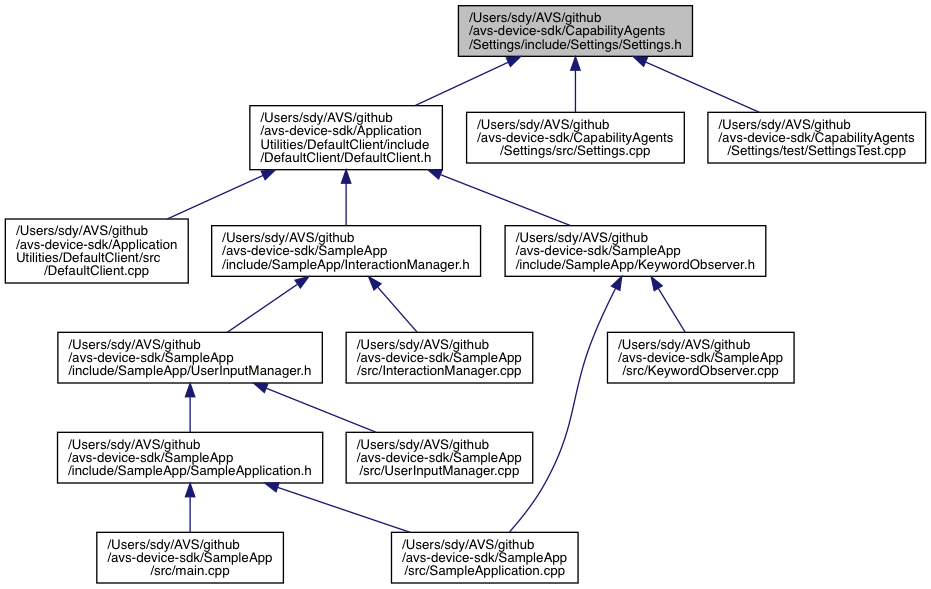 /Users/sdy/AVS/github
/avs-device-sdk/CapabilityAgents
/Settings/include/Settings/Settings.h
/Users/sdy/AVS/github
/avs-device-sdk/Application
Utilities/DefaultClient/include
/DefaultClient/DefaultClient.h
/Users/sdy/AVS/github
/avs-device-sdk/CapabilityAgents
/Settings/src/Settings.cpp
/Users/sdy/AVS/github
/avs-device-sdk/CapabilityAgents
/Settings/test/SettingsTest.cpp
/Users/sdy/AVS/github
/avs-device-sdk/Application
Utilities/DefaultClient/src
/DefaultClient.cpp
/Users/sdy/AVS/github
/avs-device-sdk/SampleApp
/include/SampleApp/InteractionManager.h
/Users/sdy/AVS/github
/avs-device-sdk/SampleApp
/include/SampleApp/KeywordObserver.h
/Users/sdy/AVS/github
/avs-device-sdk/SampleApp
/include/SampleApp/UserInputManager.h
/Users/sdy/AVS/github
/avs-device-sdk/SampleApp
/src/InteractionManager.cpp
/Users/sdy/AVS/github
/avs-device-sdk/SampleApp
/src/KeywordObserver.cpp
/Users/sdy/AVS/github
/avs-device-sdk/SampleApp
/include/SampleApp/SampleApplication.h
/Users/sdy/AVS/github
/avs-device-sdk/SampleApp
/src/UserInputManager.cpp
/Users/sdy/AVS/github
/avs-device-sdk/SampleApp
/src/main.cpp
/Users/sdy/AVS/github
/avs-device-sdk/SampleApp
/src/SampleApplication.cpp